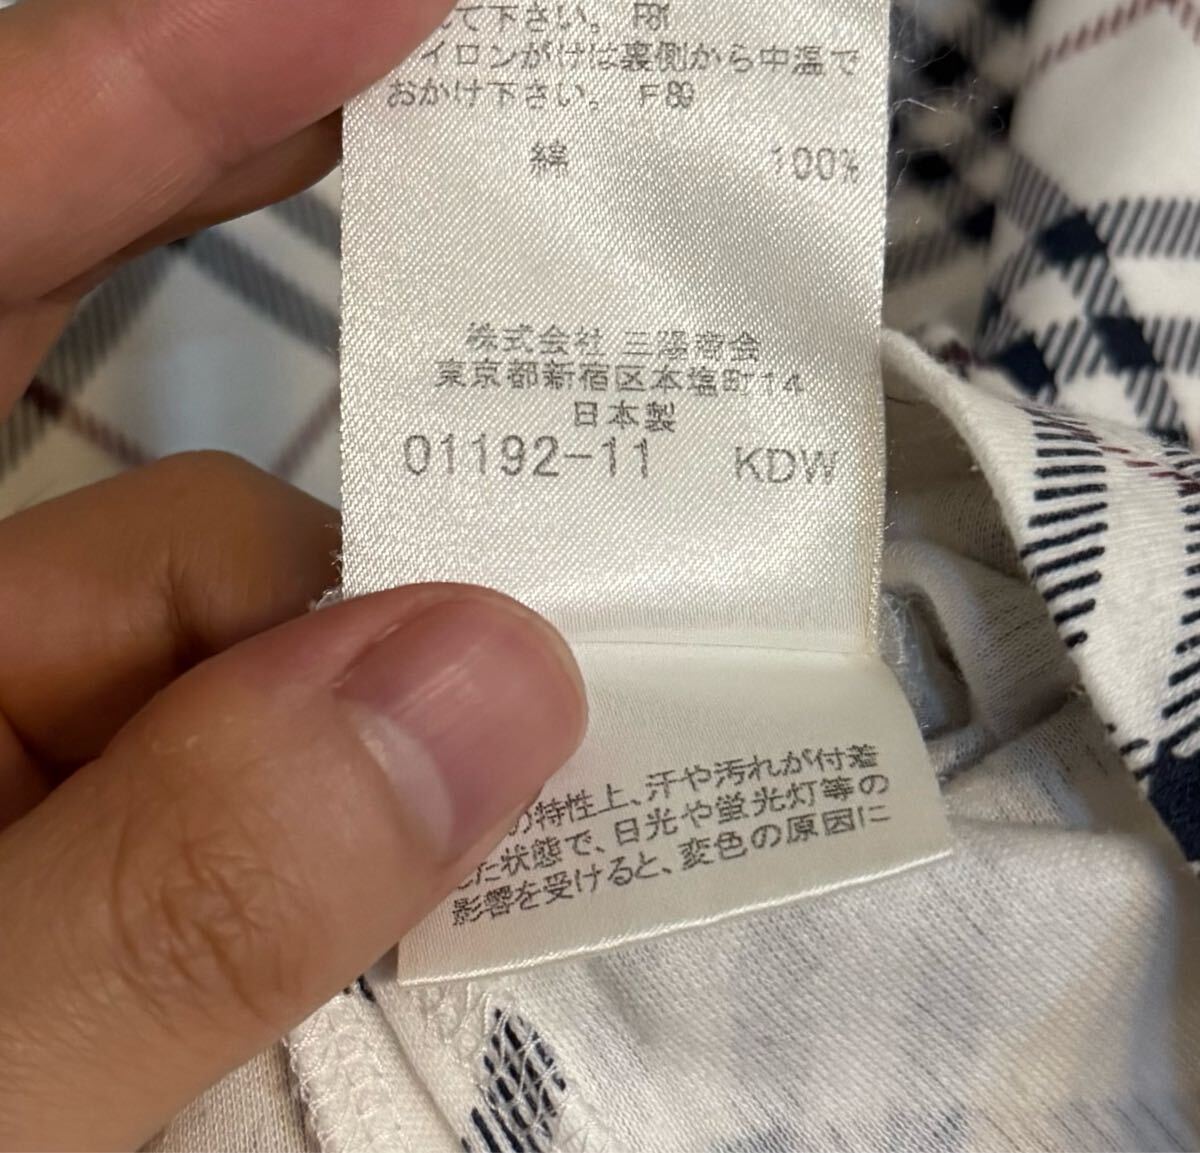 て下さい。 F31
イロンがけは裏側から中温で
おかけ下さい。 F89
綿 100%
株式会社 三陽商会
東京都新宿区本塩町14
日本製
01192-11 KDW
の特性上、汗や汚れが付着
した状態で、日光や蛍光灯等の
影響を受けると、変色の原因に